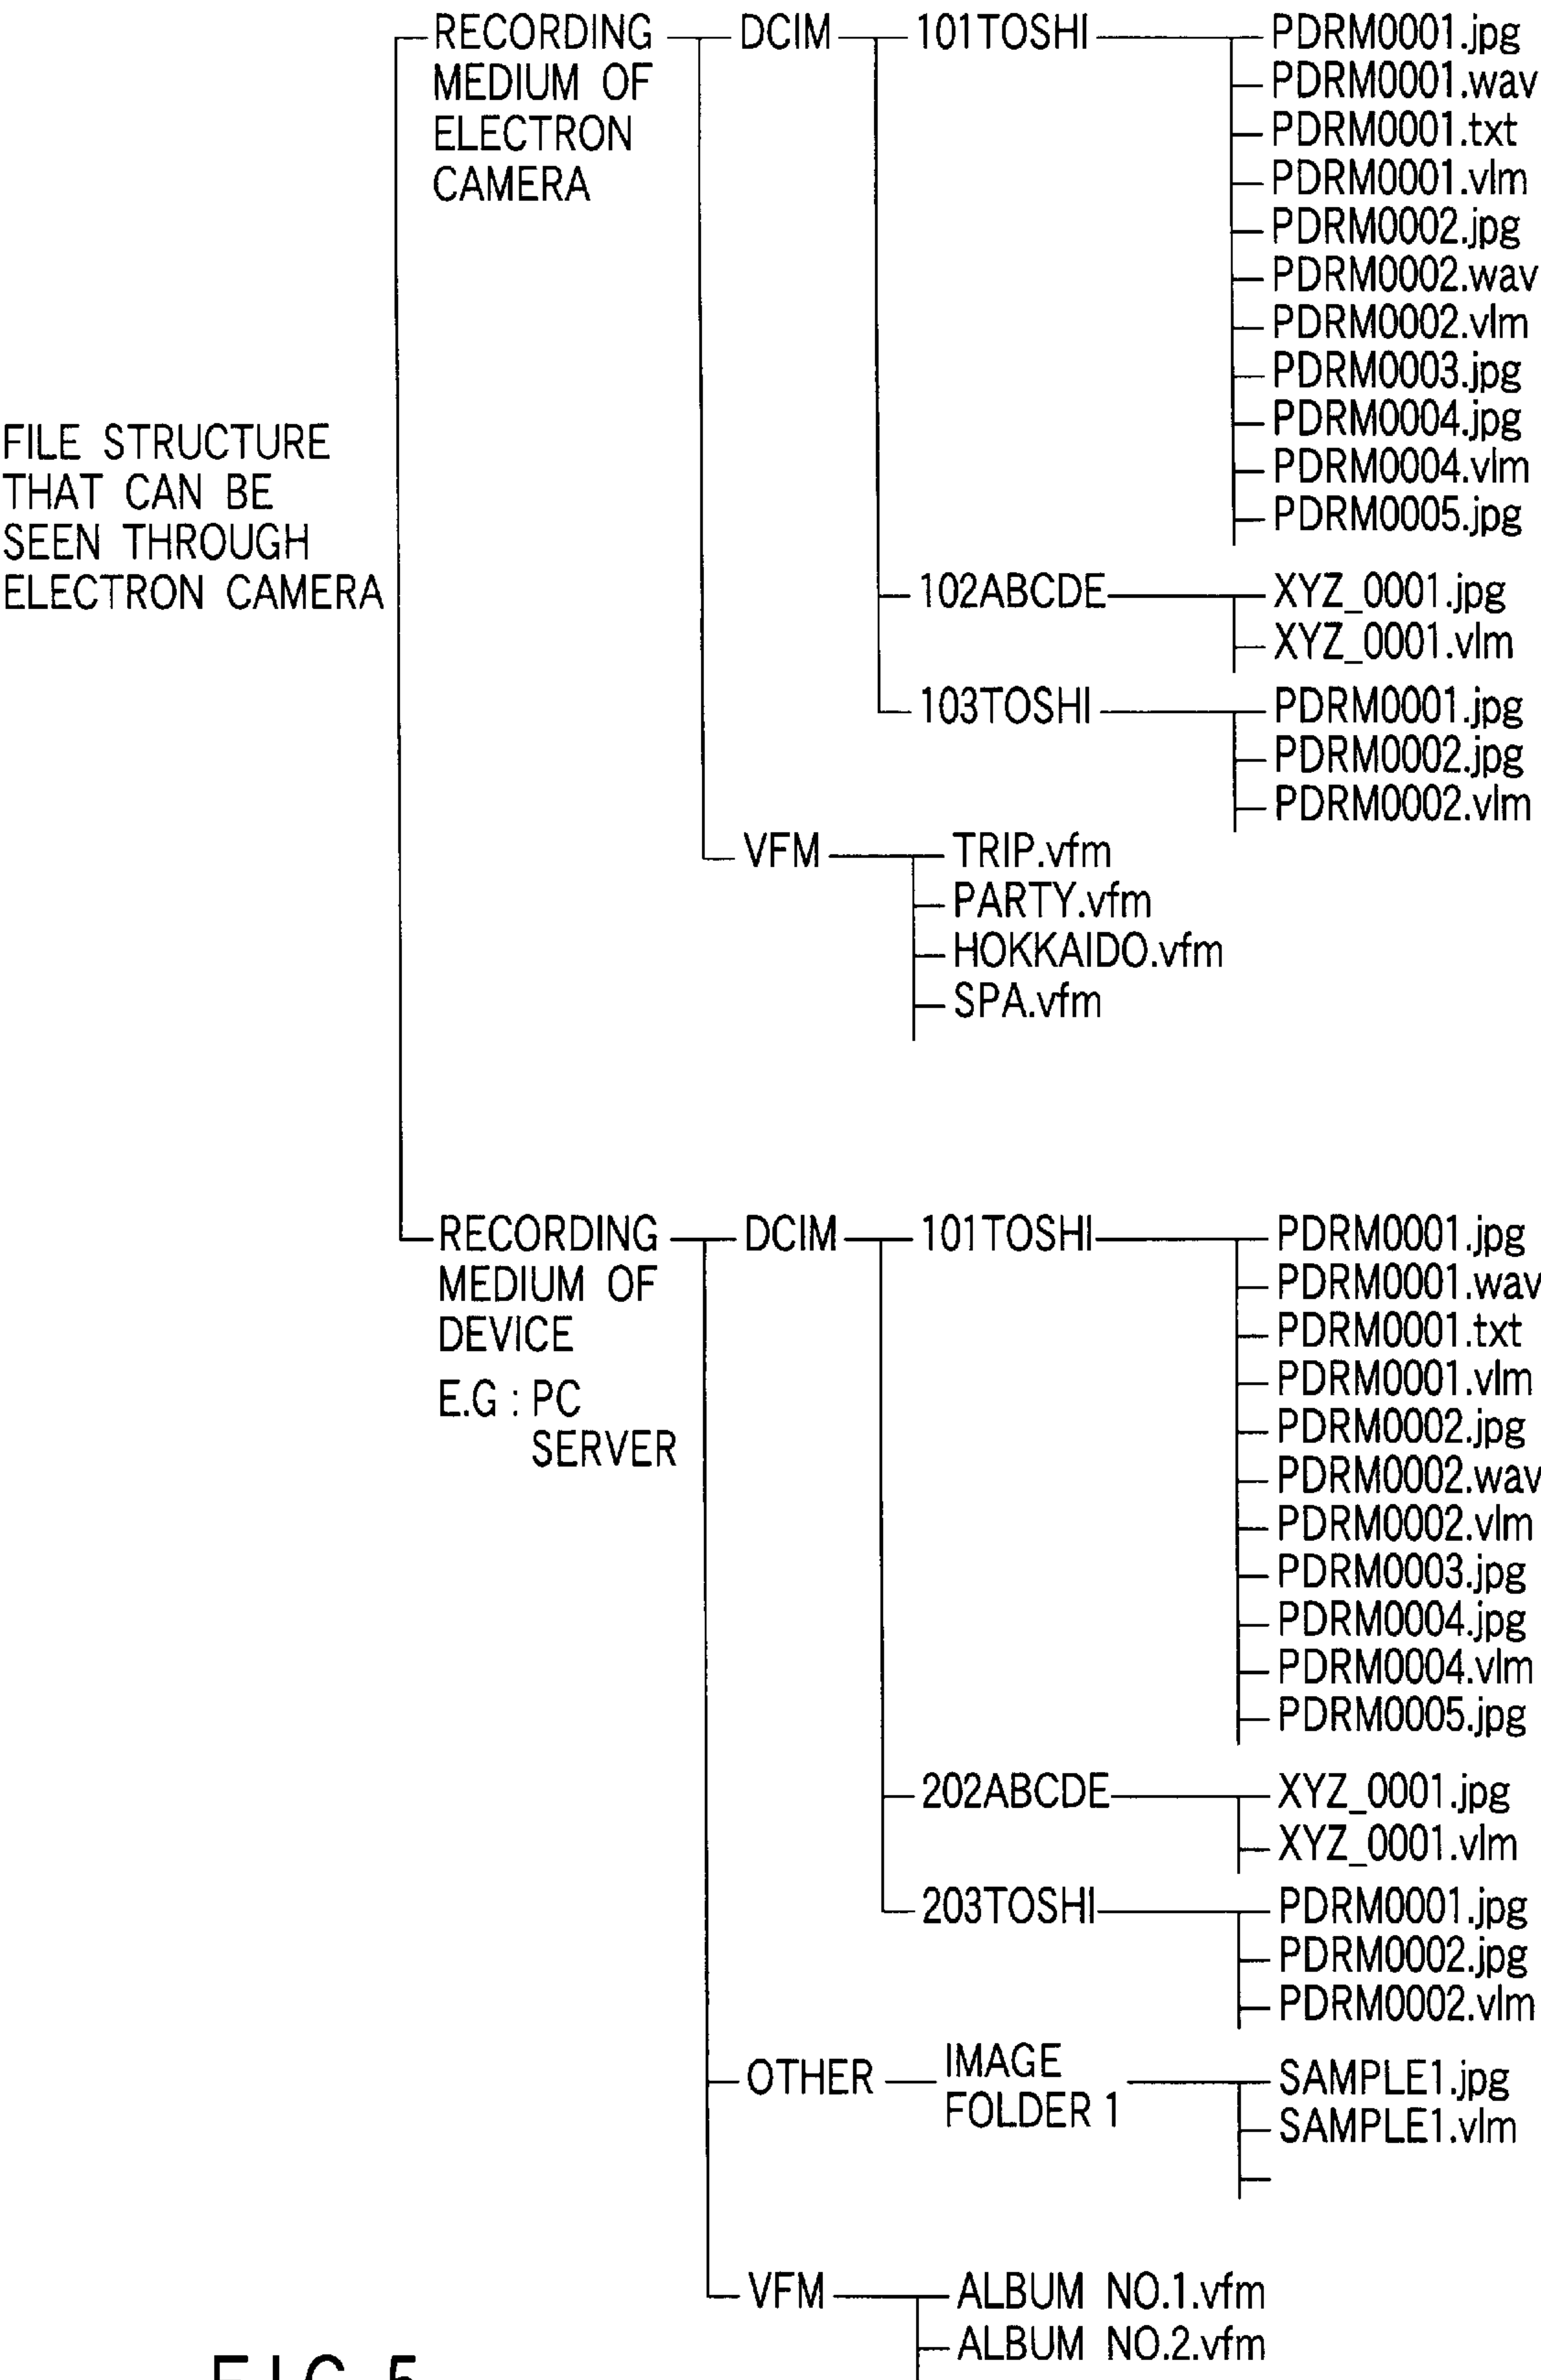 FILE STRUCTURE
THAT CAN BE
SEEN THROUGH
ELECTRON CAMERA
RECORDING
MEDIUM OF
ELECTRON
CAMERA
DCIM
101TOSHI
PDRM0001.jpg
PDRM0001.wav
PDRM0001.txt
PDRM0001.vlm
PDRM0002.jpg
PDRM0002.wav
PDRM0002.vlm
PDRM0003.jpg
PDRM0004.jpg
PDRM0004.vlm
PDRM0005.jpg
102ABCDE
XYZ_0001.jpg
XYZ_0001.vlm
103TOSHI
PDRM0001.jpg
PDRM0002.jpg
PDRM0002.vlm
VFM
TRIP.vfm
PARTY.vfm
HOKKAIDO.vfm
SPA.vfm
RECORDING
MEDIUM OF
DEVICE
E.G : PC
SERVER
DCIM
101TOSHI
PDRM0001.jpg
PDRM0001.wav
PDRM0001.txt
PDRM0001.vlm
PDRM0002.jpg
PDRM0002.wav
PDRM0002.vlm
PDRM0003.jpg
PDRM0004.jpg
PDRM0004.vlm
PDRM0005.jpg
202ABCDE
XYZ_0001.jpg
XYZ_0001.vlm
203TOSHI
PDRM0001.jpg
PDRM0002.jpg
PDRM0002.vlm
OTHER
IMAGE
FOLDER 1
SAMPLE1.jpg
SAMPLE1.vlm
VFM
ALBUM NO.1.vfm
ALBUM NO.2.vfm
FIG. 5